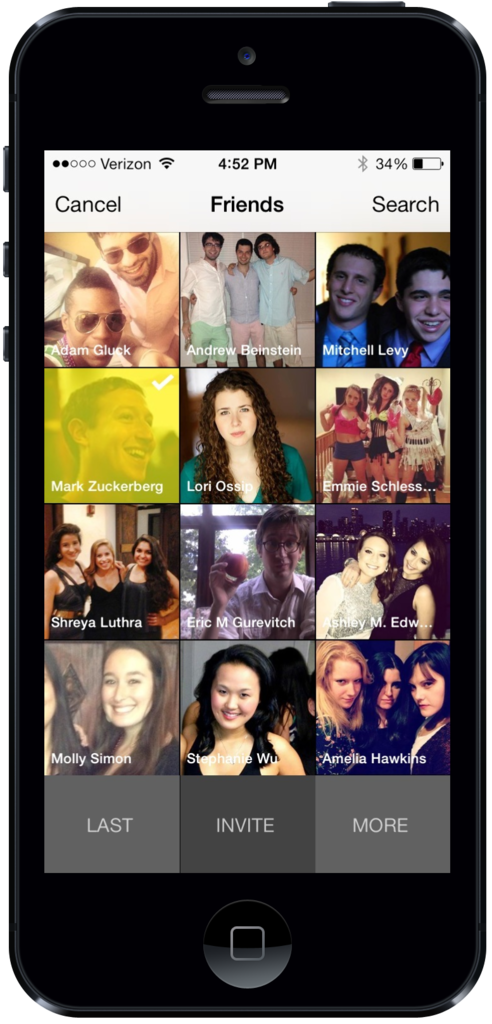 Verizon 4:52 PM 34%
Cancel Friends Search
Adam Gluck Andrew Beinstein Mitchell Levy
Mark Zuckerberg Lori Ossip Emmie Schless...
Shreya Luthra Eric M Gurevitch Ashley M. Edw...
Molly Simon Stephanie Wu Amelia Hawkins
LAST INVITE MORE